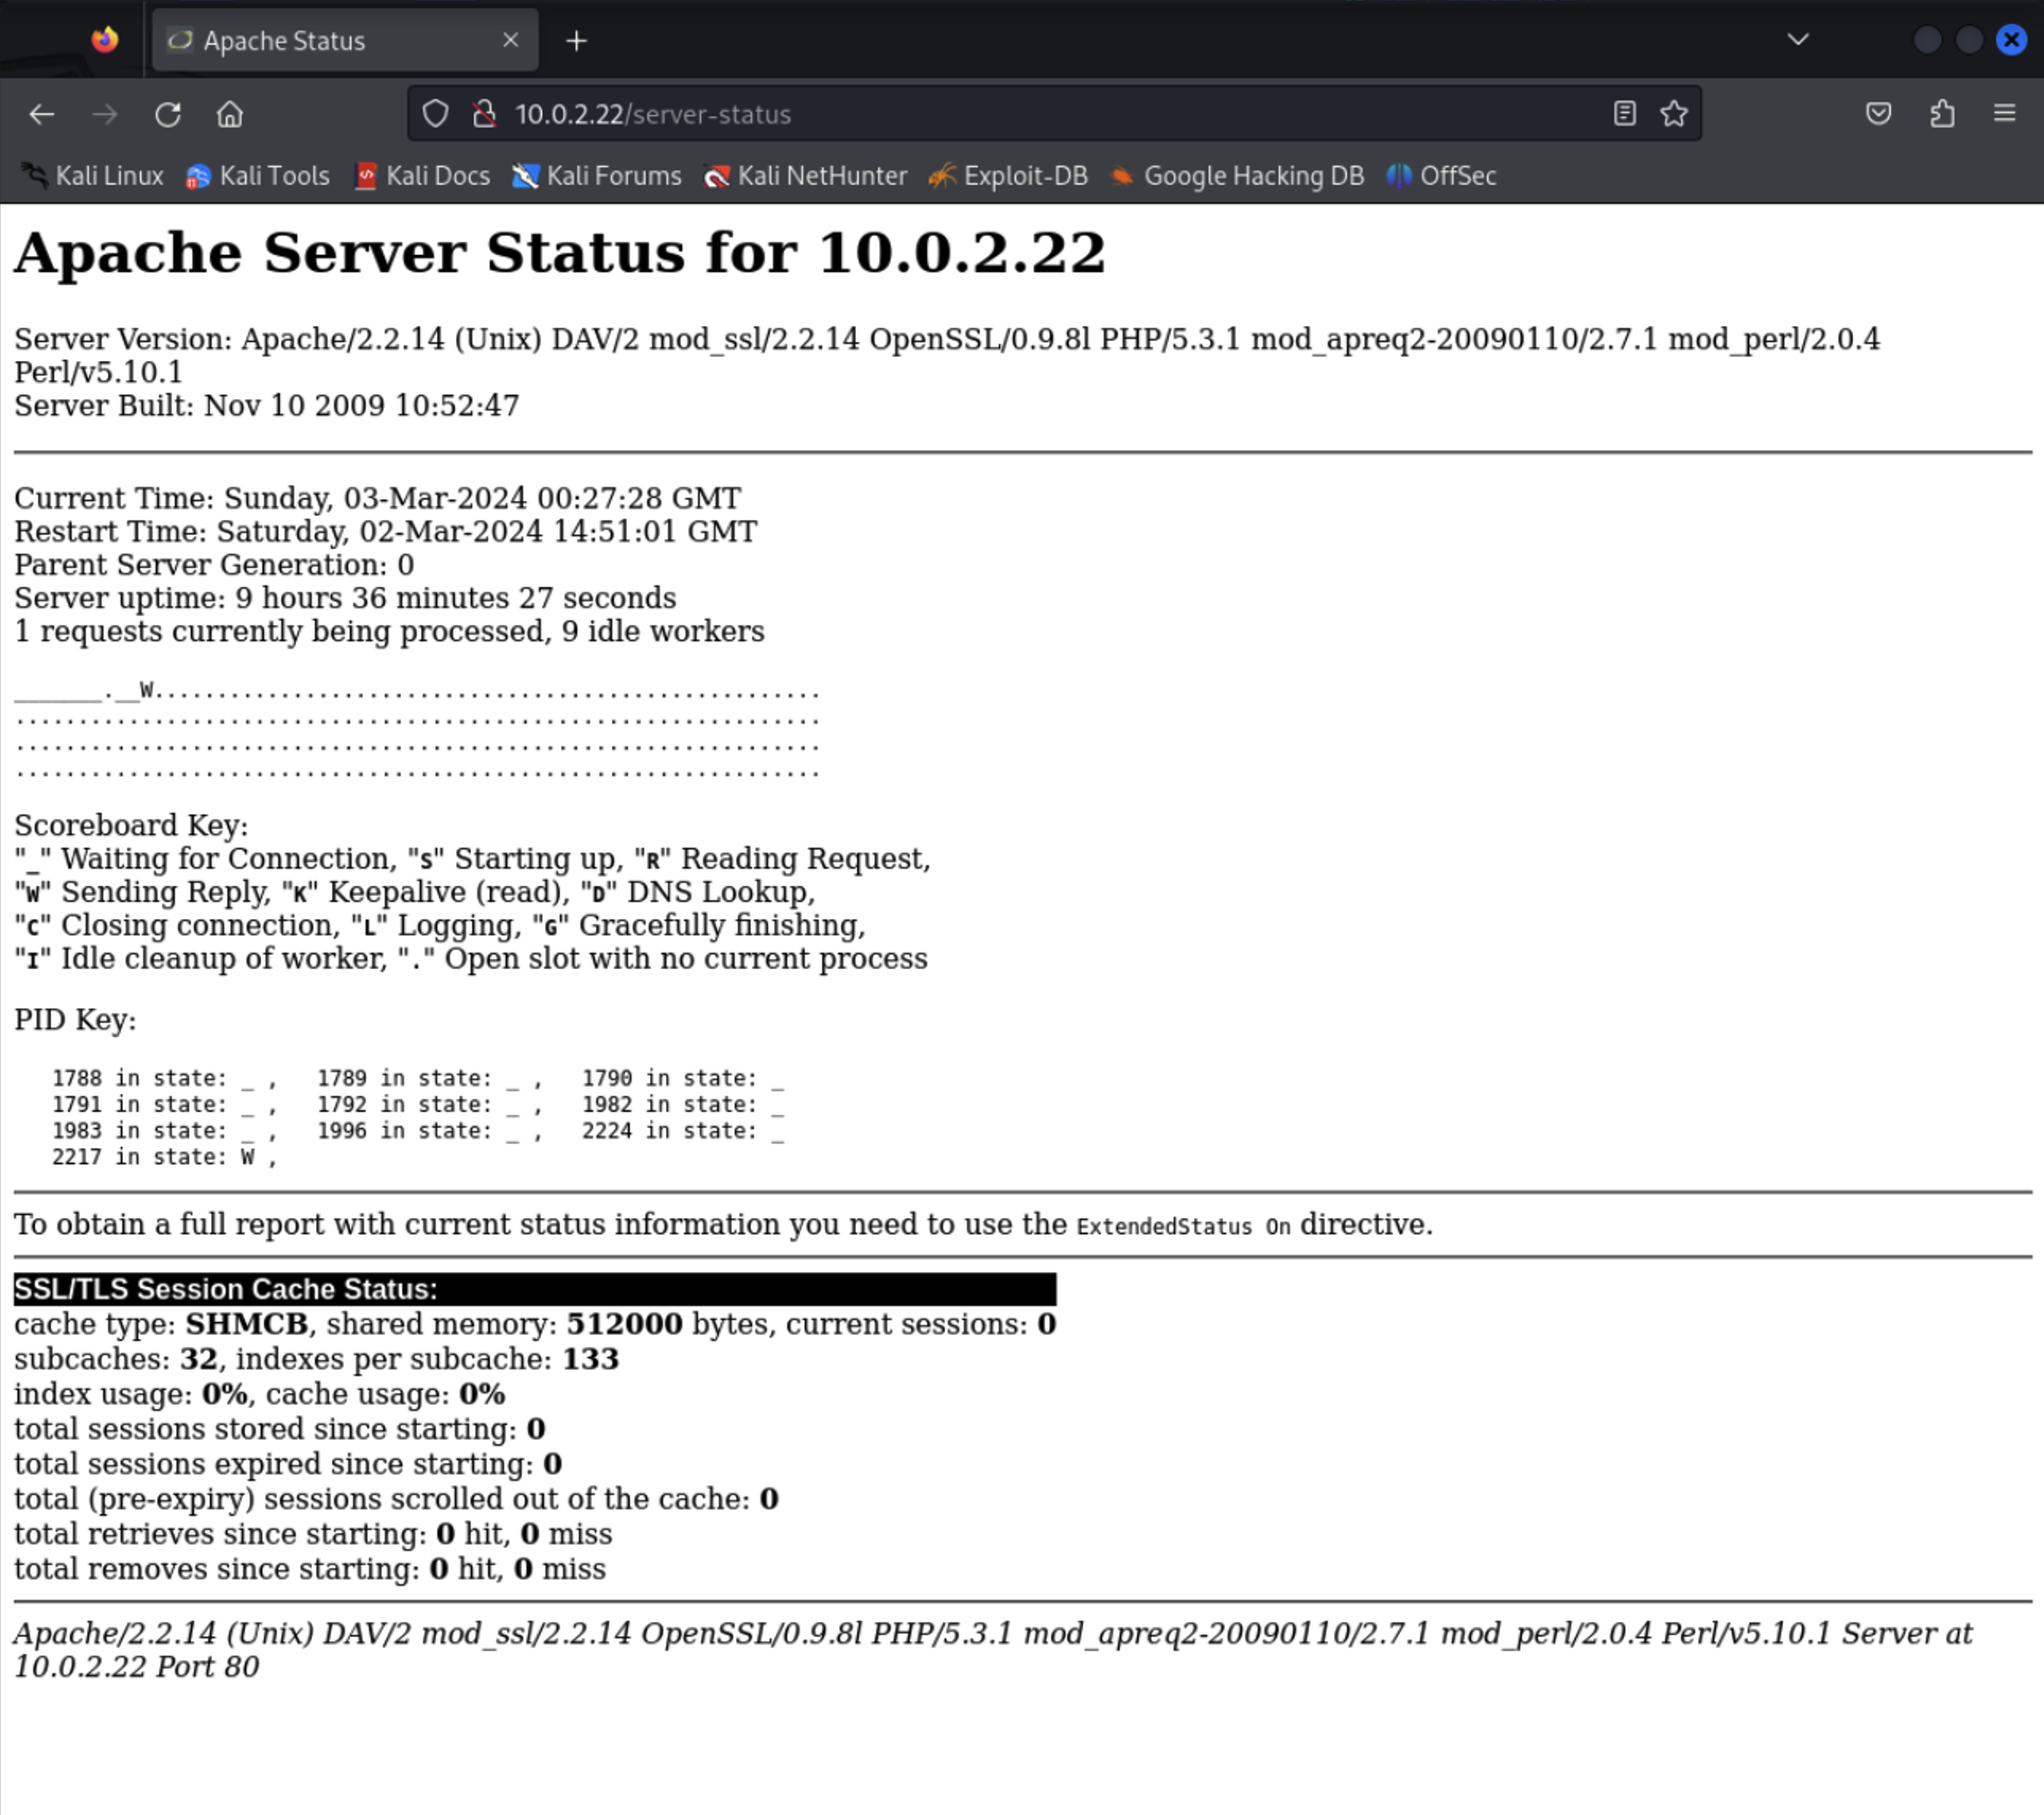 Apache Status
10.0.2.22/server-status
Kali Linux Kali Tools Kali Docs Kali Forums Kali NetHunter Exploit-DB Google Hacking DB OffSec
Apache Server Status for 10.0.2.22
Server Version: Apache/2.2.14 (Unix) DAV/2 mod_ssl/2.2.14 OpenSSL/0.9.8l PHP/5.3.1 mod_apreq2-20090110/2.7.1 mod_perl/2.0.4
Perl/v5.10.1
Server Built: Nov 10 2009 10:52:47
Current Time: Sunday, 03-Mar-2024 00:27:28 GMT
Restart Time: Saturday, 02-Mar-2024 14:51:01 GMT
Parent Server Generation: 0
Server uptime: 9 hours 36 minutes 27 seconds
1 requests currently being processed, 9 idle workers
_______.__W.....................................................
................................................................
................................................................
................................................................
Scoreboard Key:
"_" Waiting for Connection, "S" Starting up, "R" Reading Request,
"W" Sending Reply, "K" Keepalive (read), "D" DNS Lookup,
"C" Closing connection, "L" Logging, "G" Gracefully finishing,
"I" Idle cleanup of worker, "." Open slot with no current process
PID Key:
1788 in state: _ , 1789 in state: _ , 1790 in state: _
1791 in state: _ , 1792 in state: _ , 1982 in state: _
1983 in state: _ , 1996 in state: _ , 2224 in state: _
2217 in state: W ,
To obtain a full report with current status information you need to use the ExtendedStatus On directive.
SSL/TLS Session Cache Status:
cache type: SHMCB, shared memory: 512000 bytes, current sessions: 0
subcaches: 32, indexes per subcache: 133
index usage: 0%, cache usage: 0%
total sessions stored since starting: 0
total sessions expired since starting: 0
total (pre-expiry) sessions scrolled out of the cache: 0
total retrieves since starting: 0 hit, 0 miss
total removes since starting: 0 hit, 0 miss
Apache/2.2.14 (Unix) DAV/2 mod_ssl/2.2.14 OpenSSL/0.9.8l PHP/5.3.1 mod_apreq2-20090110/2.7.1 mod_perl/2.0.4 Perl/v5.10.1 Server at
10.0.2.22 Port 80